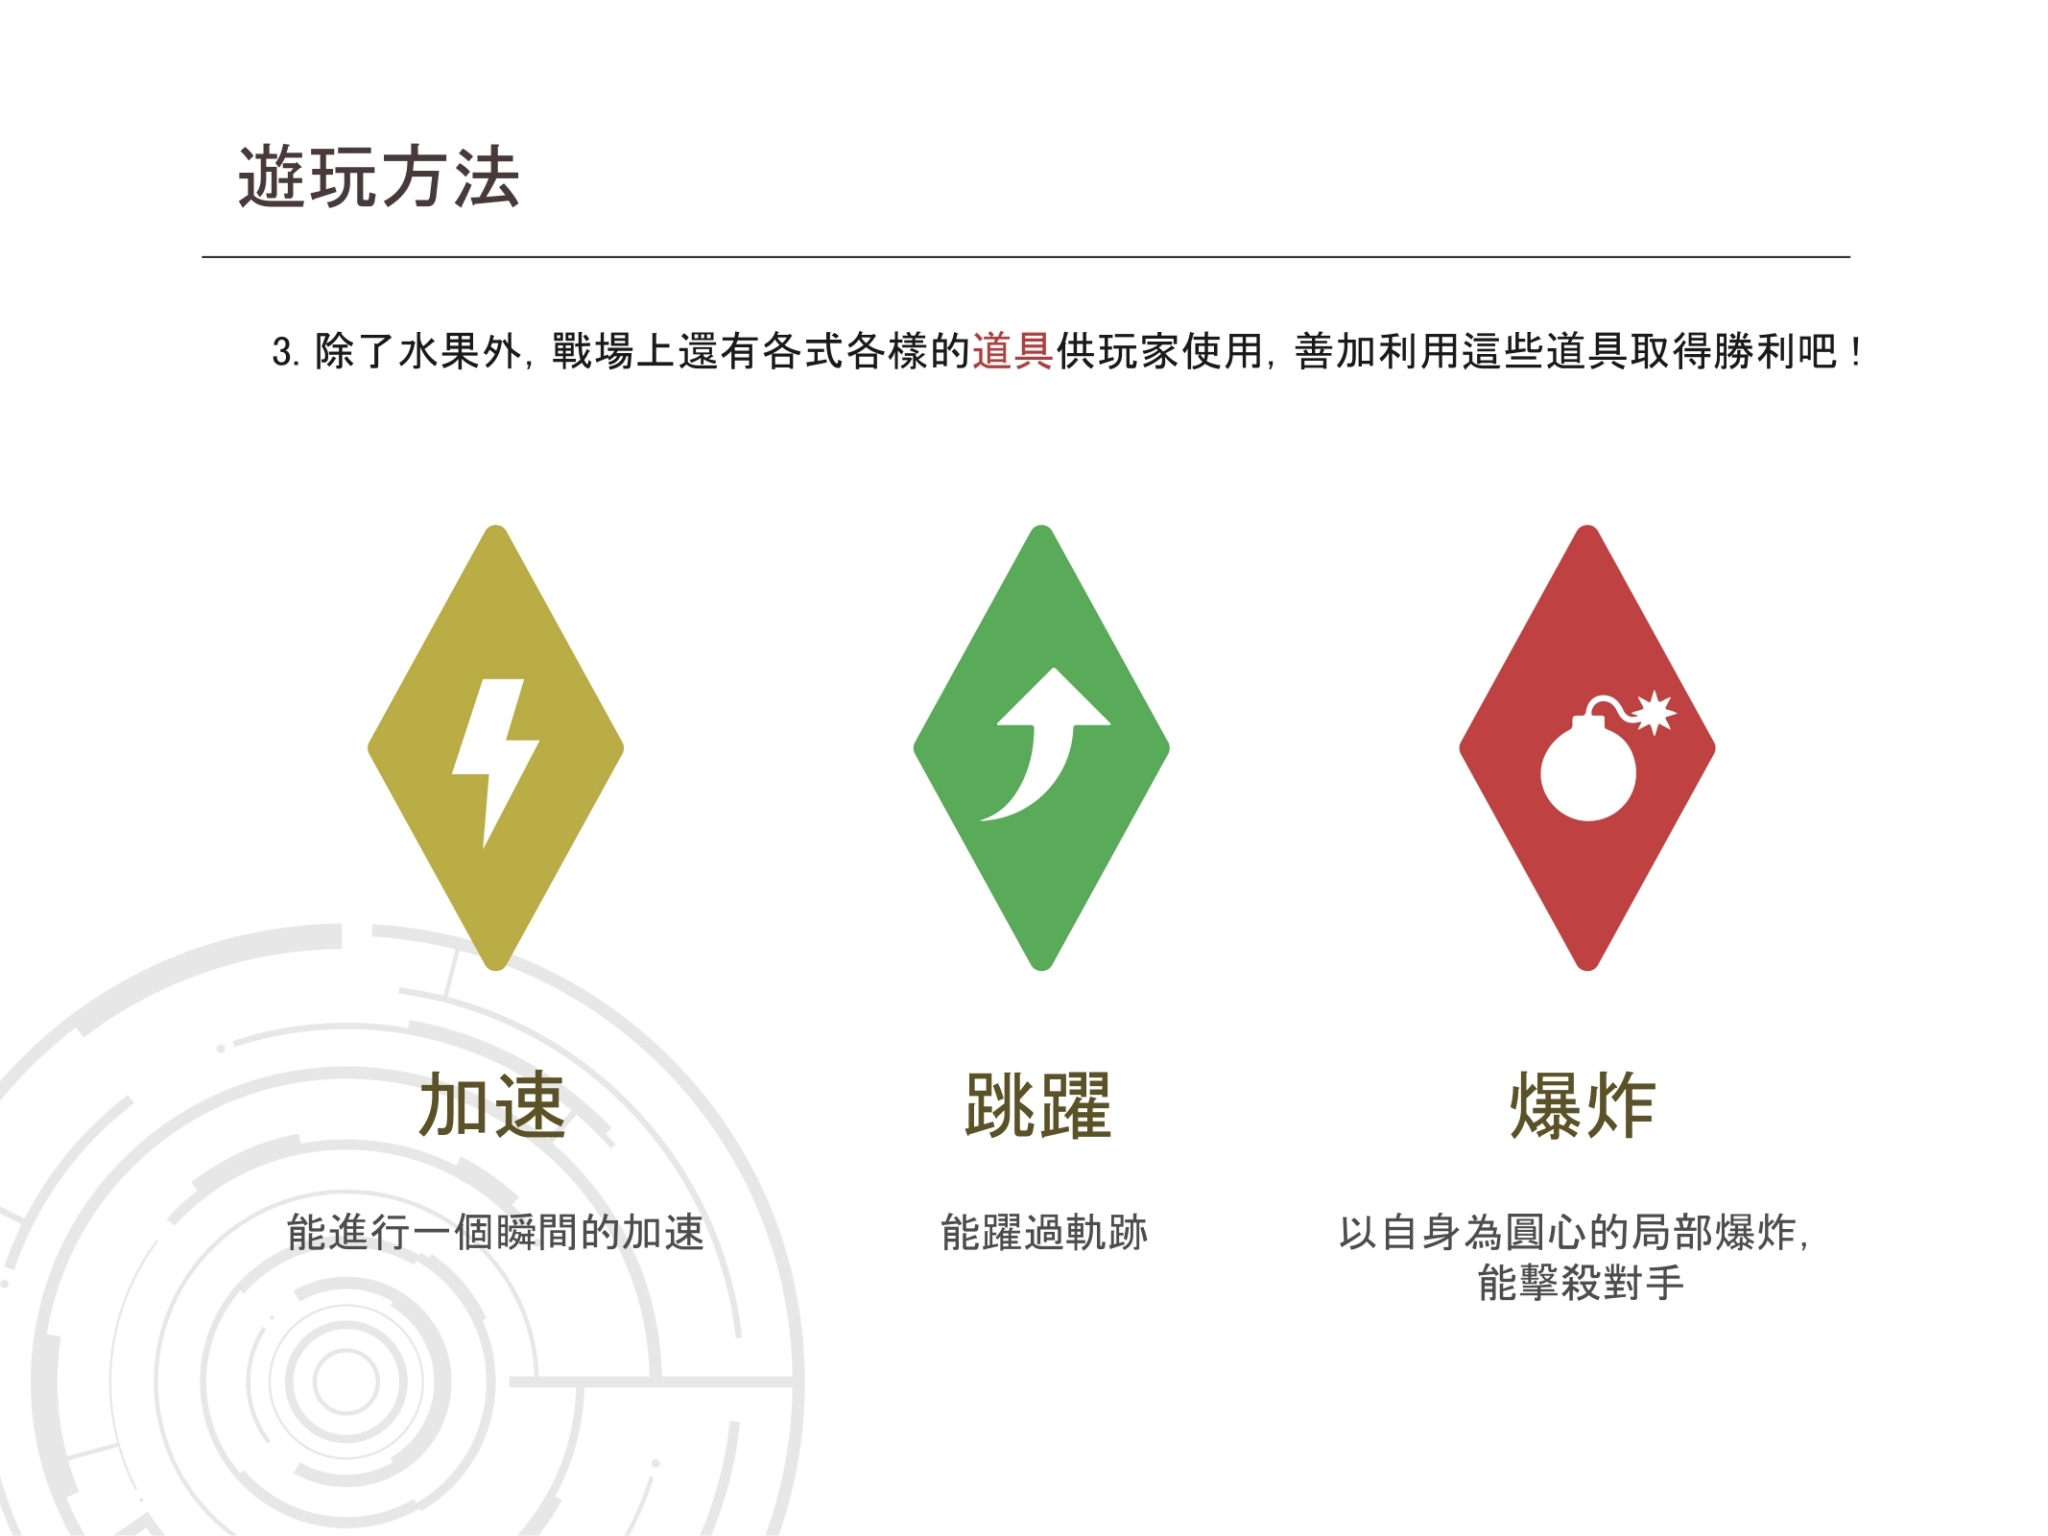 遊玩方法
3. 除了水果外, 戰場上還有各式各樣的道具供玩家使用, 善加利用這些道具取得勝利吧！
加速
能進行一個瞬間的加速
跳躍
能躍過軌跡
爆炸
以自身為圓心的局部爆炸,
能擊殺對手